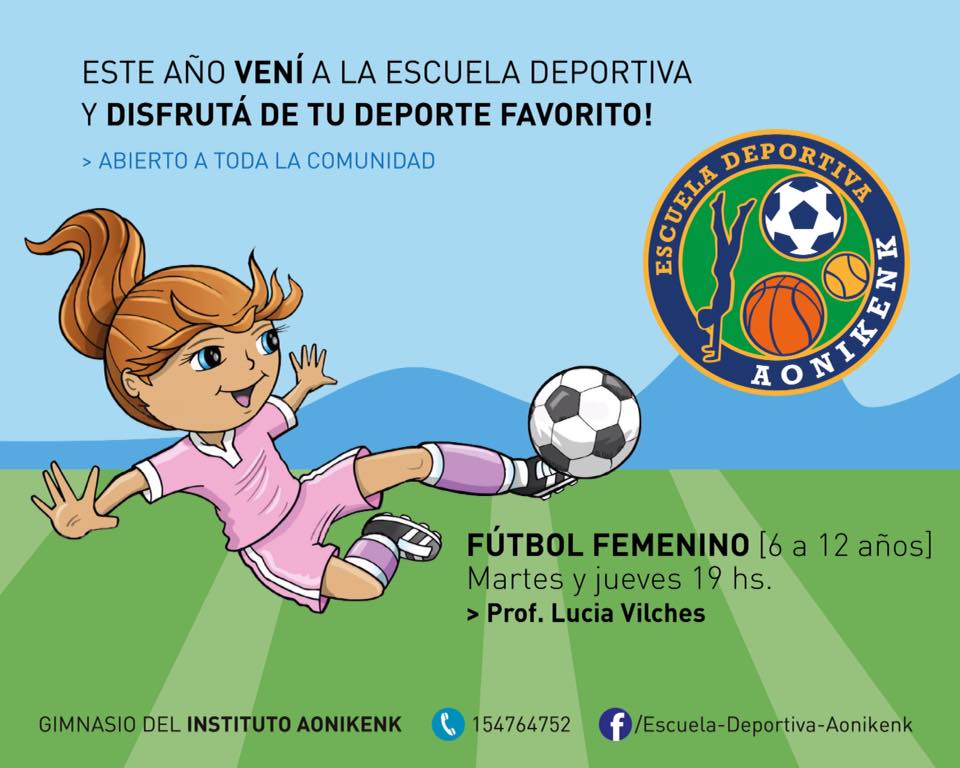 ESTE AÑO VENÍ A LA ESCUELA DEPORTIVA
Y DISFRUTÁ DE TU DEPORTE FAVORITO!
> ABIERTO A TODA LA COMUNIDAD
ESCUELA DEPORTIVA
AONIKENK
FÚTBOL FEMENINO [6 a 12 años]
Martes y jueves 19 hs.
> Prof. Lucia Vilches
GIMNASIO DEL INSTITUTO AONIKENK 154764752 f/Escuela-Deportiva-Aonikenk